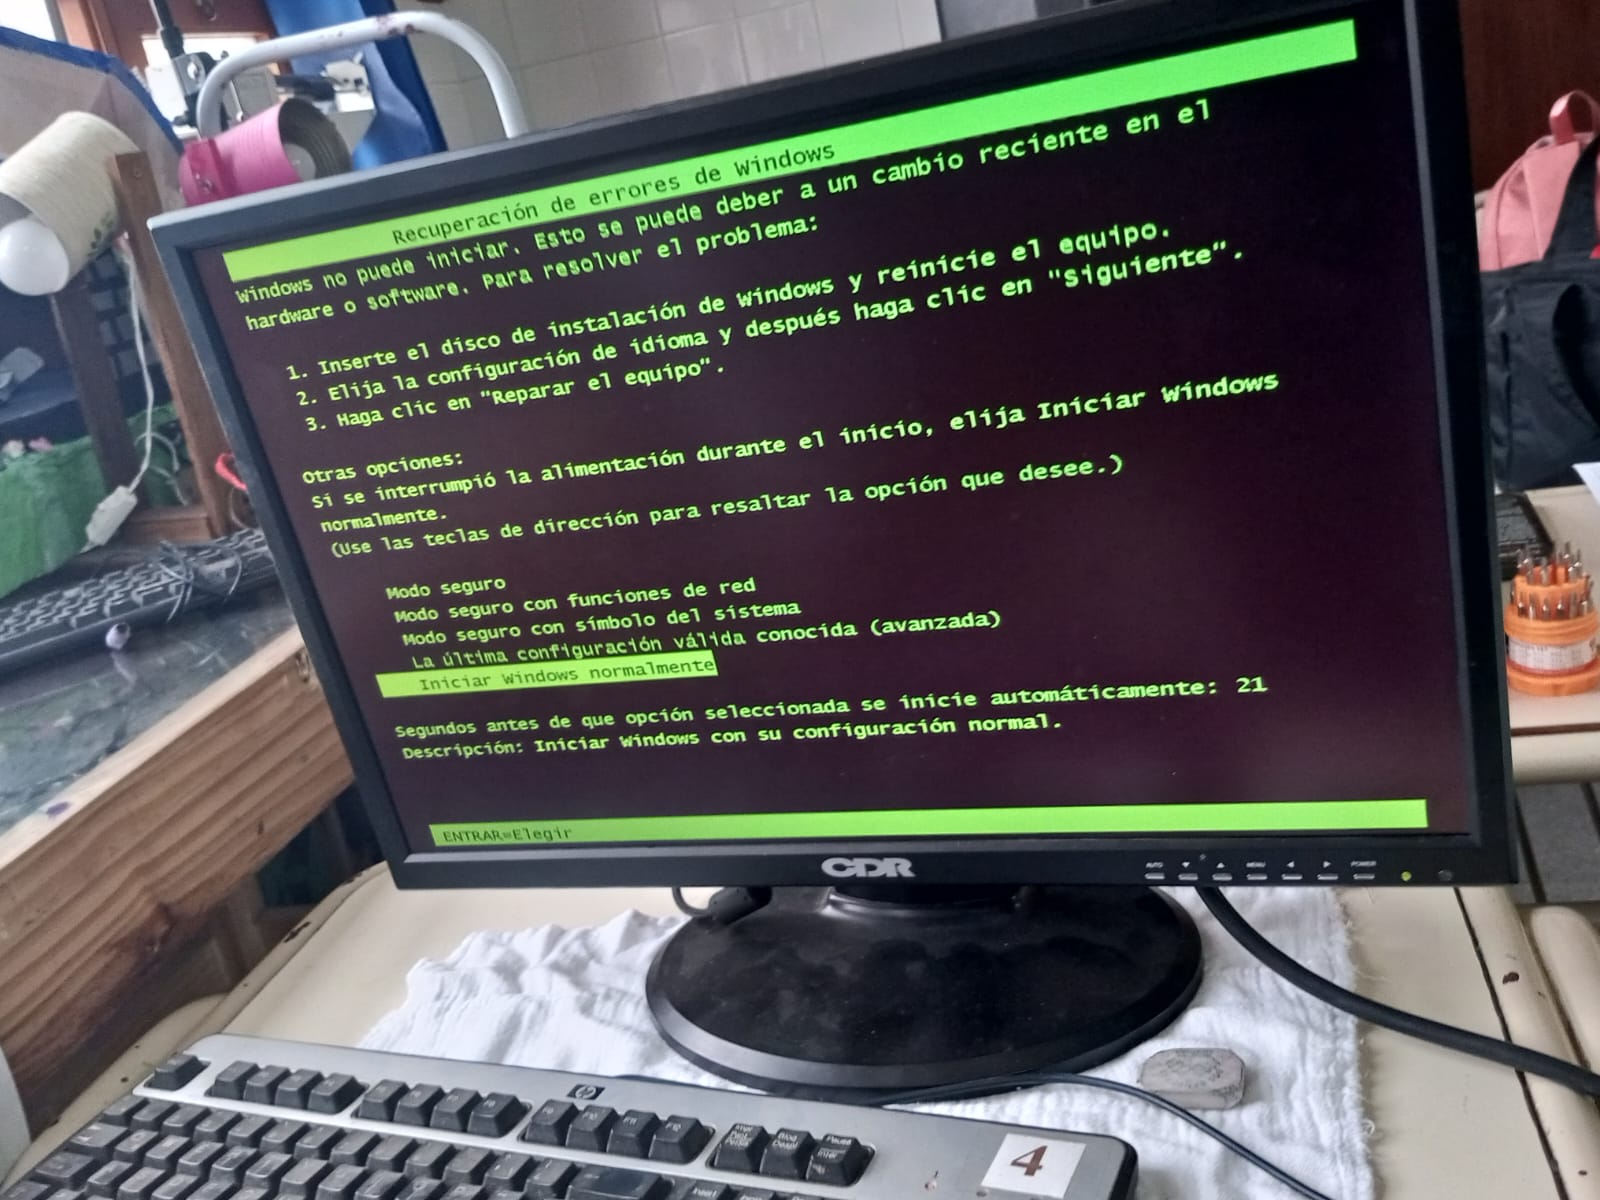 Recuperación de errores de Windows
Windows no puede iniciar. Esto se puede deber a un cambio reciente en el
hardware o software. Para resolver el problema:
1. Inserte el disco de instalación de Windows y reinicie el equipo.
2. Elija la configuración de idioma y después haga clic en "Siguiente".
3. Haga clic en "Reparar el equipo".
Otras opciones:
Si se interrumpió la alimentación durante el inicio, elija Iniciar Windows
normalmente.
(Use las teclas de dirección para resaltar la opción que desee.)
Modo seguro
Modo seguro con funciones de red
Modo seguro con símbolo del sistema
La última configuración válida conocida (avanzada)
Iniciar Windows normalmente
Segundos antes de que opción seleccionada se inicie automáticamente: 21
Descripción: Iniciar Windows con su configuración normal.
ENTRAR=Elegir
CDR
AUTO
MENU
POWER
hp
4